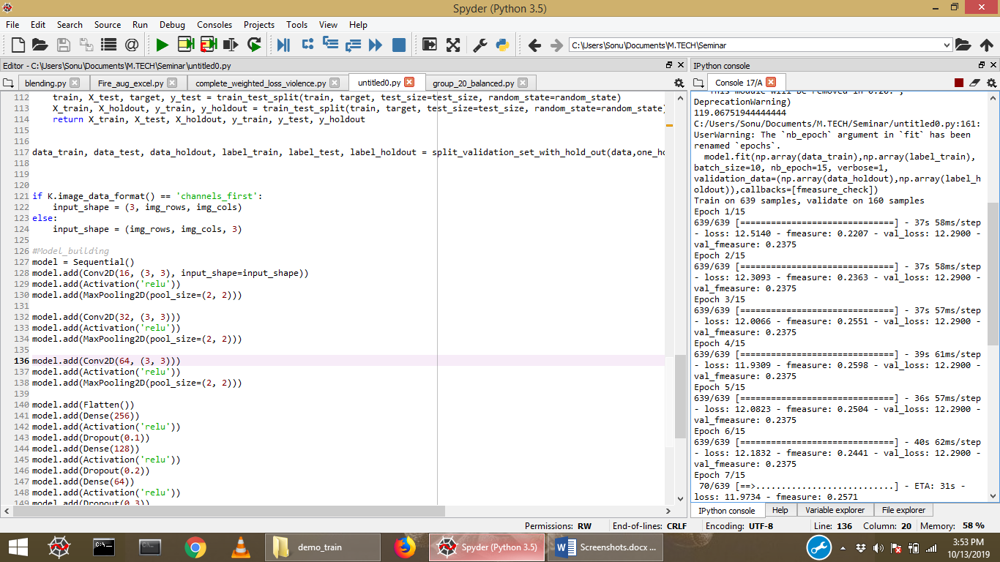 Spyder (Python 3.5)
File Edit Search Source Run Debug Consoles Projects Tools View Help
C:\Users\Sonu\Documents\M.TECH\Seminar
Editor - C:\Users\Sonu\Documents\M.TECH\Seminar\untitled0.py
blending.py Fire_aug_excel.py complete_weighted_loss_violence.py untitled0.py group_20_balanced.py
112 train, X_test, target, y_test = train_test_split(train, target, test_size=test_size, random_state=random_state)
113 X_train, X_holdout, y_train, y_holdout = train_test_split(train, target, test_size=test_size, random_state=random_state)
114 return X_train, X_test, X_holdout, y_train, y_test, y_holdout
115
116
117 data_train, data_test, data_holdout, label_train, label_test, label_holdout = split_validation_set_with_hold_out(data,one_ho
118
119
120
121 if K.image_data_format() == 'channels_first':
122 input_shape = (3, img_rows, img_cols)
123 else:
124 input_shape = (img_rows, img_cols, 3)
125
126 #Model_building
127 model = Sequential()
128 model.add(Conv2D(16, (3, 3), input_shape=input_shape))
129 model.add(Activation('relu'))
130 model.add(MaxPooling2D(pool_size=(2, 2)))
131
132 model.add(Conv2D(32, (3, 3)))
133 model.add(Activation('relu'))
134 model.add(MaxPooling2D(pool_size=(2, 2)))
135
136 model.add(Conv2D(64, (3, 3)))
137 model.add(Activation('relu'))
138 model.add(MaxPooling2D(pool_size=(2, 2)))
139
140 model.add(Flatten())
141 model.add(Dense(256))
142 model.add(Activation('relu'))
143 model.add(Dropout(0.1))
144 model.add(Dense(128))
145 model.add(Activation('relu'))
146 model.add(Dropout(0.2))
147 model.add(Dense(64))
148 model.add(Activation('relu'))
149 model.add(Dropout(0.3))
IPython console
Console 17/A
"This module will be removed in 0.20.",
DeprecationWarning)
119.06751944444444
C:/Users/Sonu/Documents/M.TECH/Seminar/untitled0.py:161:
UserWarning: The `nb_epoch` argument in `fit` has been
renamed `epochs`.
model.fit(np.array(data_train),np.array(label_train),
batch_size=10, nb_epoch=15, verbose=1,
validation_data=(np.array(data_holdout),np.array(label_h
oldout)),callbacks=[fmeasure_check])
Train on 639 samples, validate on 160 samples
Epoch 1/15
639/639 [==============================] - 37s 58ms/step
- loss: 12.5140 - fmeasure: 0.2207 - val_loss: 12.2900 -
val_fmeasure: 0.2375
Epoch 2/15
639/639 [==============================] - 37s 58ms/step
- loss: 12.3093 - fmeasure: 0.2363 - val_loss: 12.2900 -
val_fmeasure: 0.2375
Epoch 3/15
639/639 [==============================] - 37s 57ms/step
- loss: 12.0066 - fmeasure: 0.2551 - val_loss: 12.2900 -
val_fmeasure: 0.2375
Epoch 4/15
639/639 [==============================] - 39s 61ms/step
- loss: 11.9309 - fmeasure: 0.2598 - val_loss: 12.2900 -
val_fmeasure: 0.2375
Epoch 5/15
639/639 [==============================] - 36s 57ms/step
- loss: 12.0823 - fmeasure: 0.2504 - val_loss: 12.2900 -
val_fmeasure: 0.2375
Epoch 6/15
639/639 [==============================] - 40s 62ms/step
- loss: 12.1832 - fmeasure: 0.2441 - val_loss: 12.2900 -
val_fmeasure: 0.2375
Epoch 7/15
70/639 [==>...........................] - ETA: 31s -
loss: 11.9734 - fmeasure: 0.2571
IPython console Help Variable explorer File explorer
Permissions: RW End-of-lines: CRLF Encoding: UTF-8 Line: 136 Column: 20 Memory: 58 %
demo_train Spyder (Python 3.5) Screenshots.docx ...
3:53 PM
10/13/2019